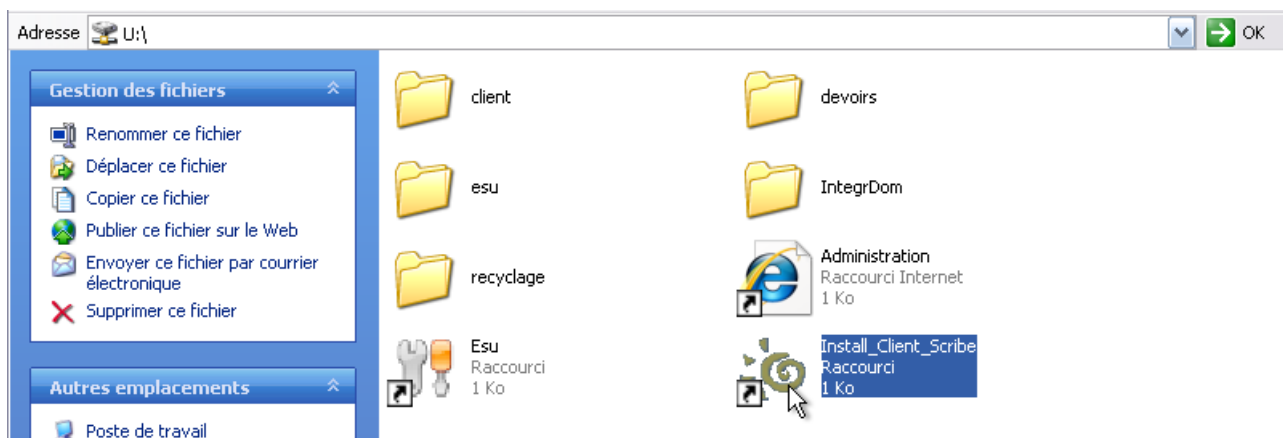 Adresse U:\ OK
Gestion des fichiers
Renommer ce fichier
Déplacer ce fichier
Copier ce fichier
Publier ce fichier sur le Web
Envoyer ce fichier par courrier
électronique
Supprimer ce fichier
Autres emplacements
Poste de travail
client
devoirs
esu
IntegrDom
recyclage
Administration
Raccourci Internet
1 Ko
Esu
Raccourci
1 Ko
Install_Client_Scribe
Raccourci
1 Ko